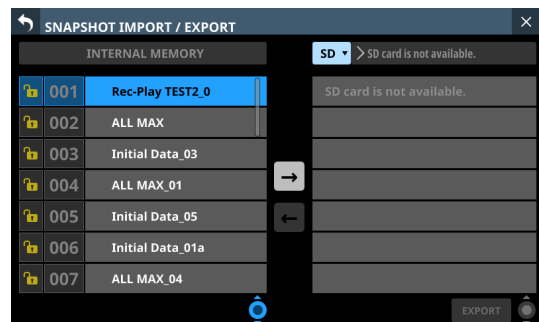 SNAPSHOT IMPORT / EXPORT
INTERNAL MEMORY
SD
SD card is not available.
001 Rec-Play TEST2_0
002 ALL MAX
003 Initial Data_03
004 ALL MAX_01
005 Initial Data_05
006 Initial Data_01a
007 ALL MAX_04
SD card is not available.
EXPORT